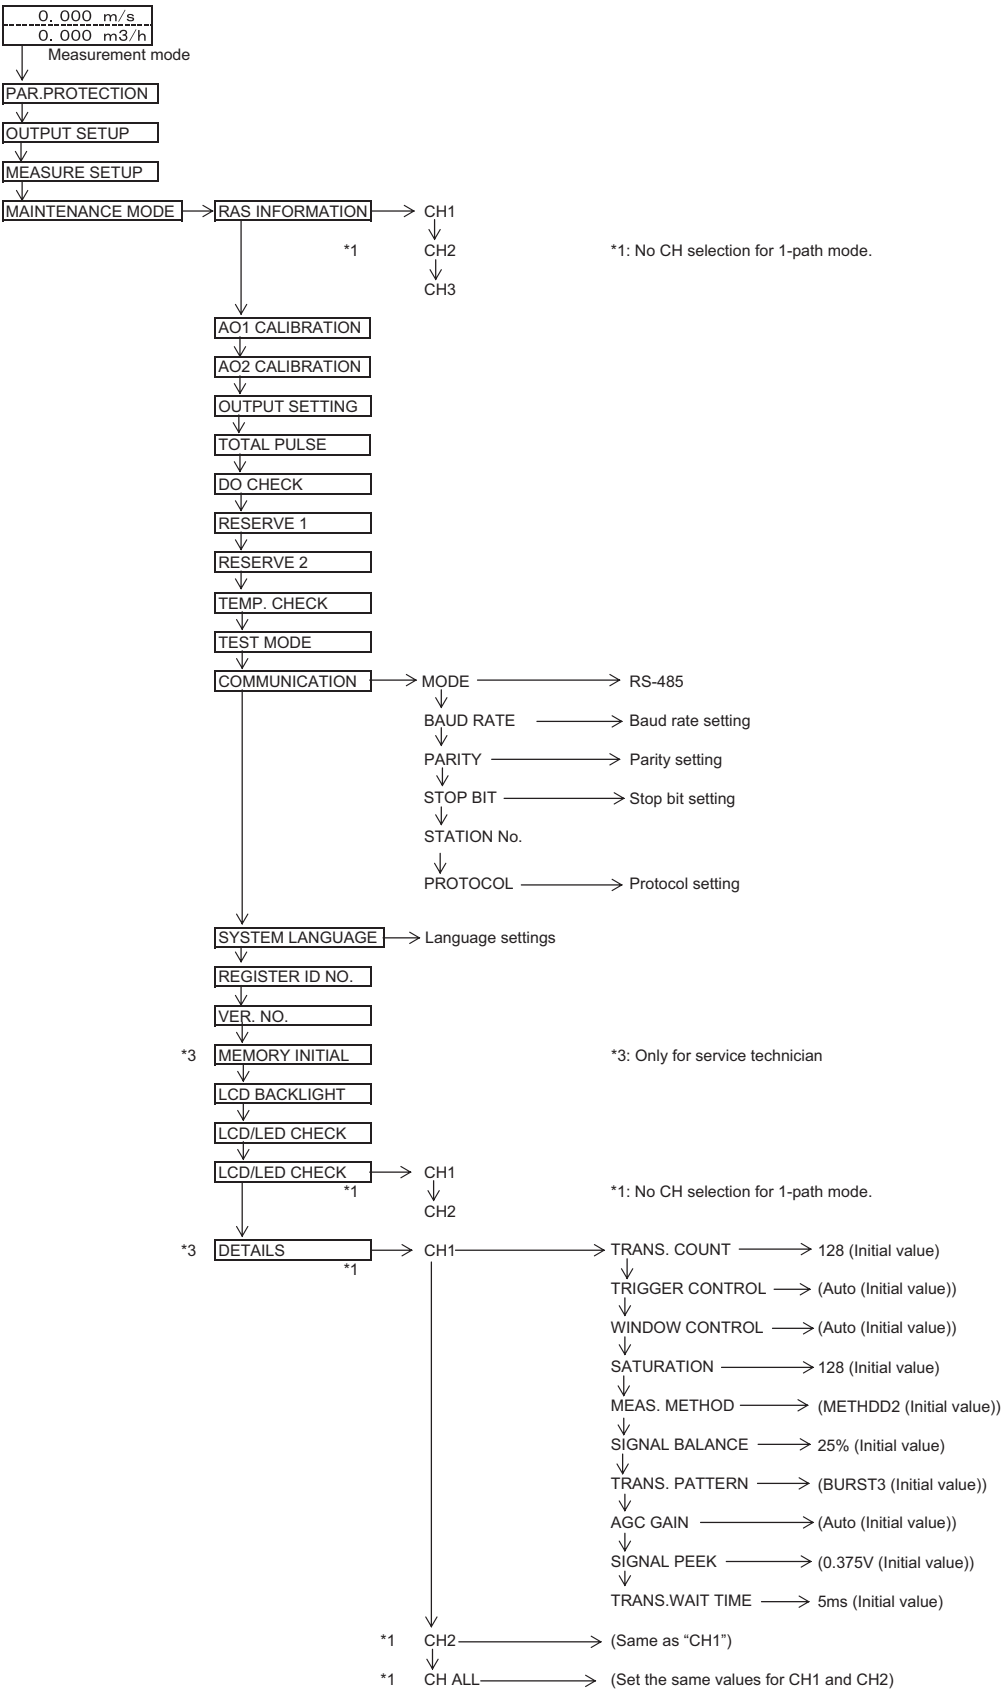 0. 000 m/s
0. 000 m3/h
Measurement mode
PAR.PROTECTION
OUTPUT SETUP
MEASURE SETUP
MAINTENANCE MODE RAS INFORMATION CH1
*1 CH2 *1: No CH selection for 1-path mode.
CH3
AO1 CALIBRATION
AO2 CALIBRATION
OUTPUT SETTING
TOTAL PULSE
DO CHECK
RESERVE 1
RESERVE 2
TEMP. CHECK
TEST MODE
COMMUNICATION MODE RS-485
BAUD RATE Baud rate setting
PARITY Parity setting
STOP BIT Stop bit setting
STATION No.
PROTOCOL Protocol setting
SYSTEM LANGUAGE Language settings
REGISTER ID NO.
VER. NO.
*3 MEMORY INITIAL *3: Only for service technician
LCD BACKLIGHT
LCD/LED CHECK
LCD/LED CHECK CH1
*1 *1: No CH selection for 1-path mode.
CH2
*3 DETAILS CH1 TRANS. COUNT 128 (Initial value)
*1
TRIGGER CONTROL (Auto (Initial value))
WINDOW CONTROL (Auto (Initial value))
SATURATION 128 (Initial value)
MEAS. METHOD (METHDD2 (Initial value))
SIGNAL BALANCE 25% (Initial value)
TRANS. PATTERN (BURST3 (Initial value))
AGC GAIN (Auto (Initial value))
SIGNAL PEEK (0.375V (Initial value))
TRANS.WAIT TIME 5ms (Initial value)
*1 CH2 (Same as “CH1”)
*1 CH ALL (Set the same values for CH1 and CH2)